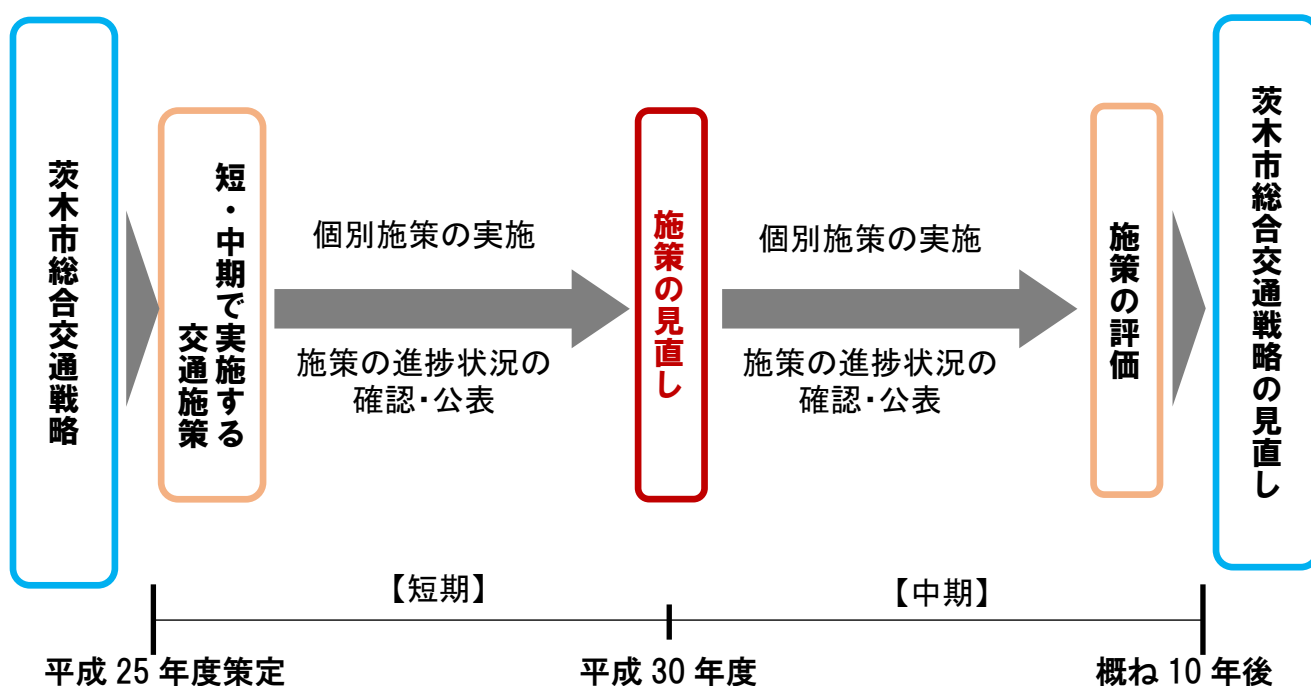 茨木市総合交通戦略
短・中期で実施する
交通施策
個別施策の実施
施策の進捗状況の
確認・公表
施策の見直し
個別施策の実施
施策の進捗状況の
確認・公表
施策の評価
茨木市総合交通戦略の見直し
【短期】
【中期】
平成 25 年度策定
平成 30 年度
概ね 10 年後